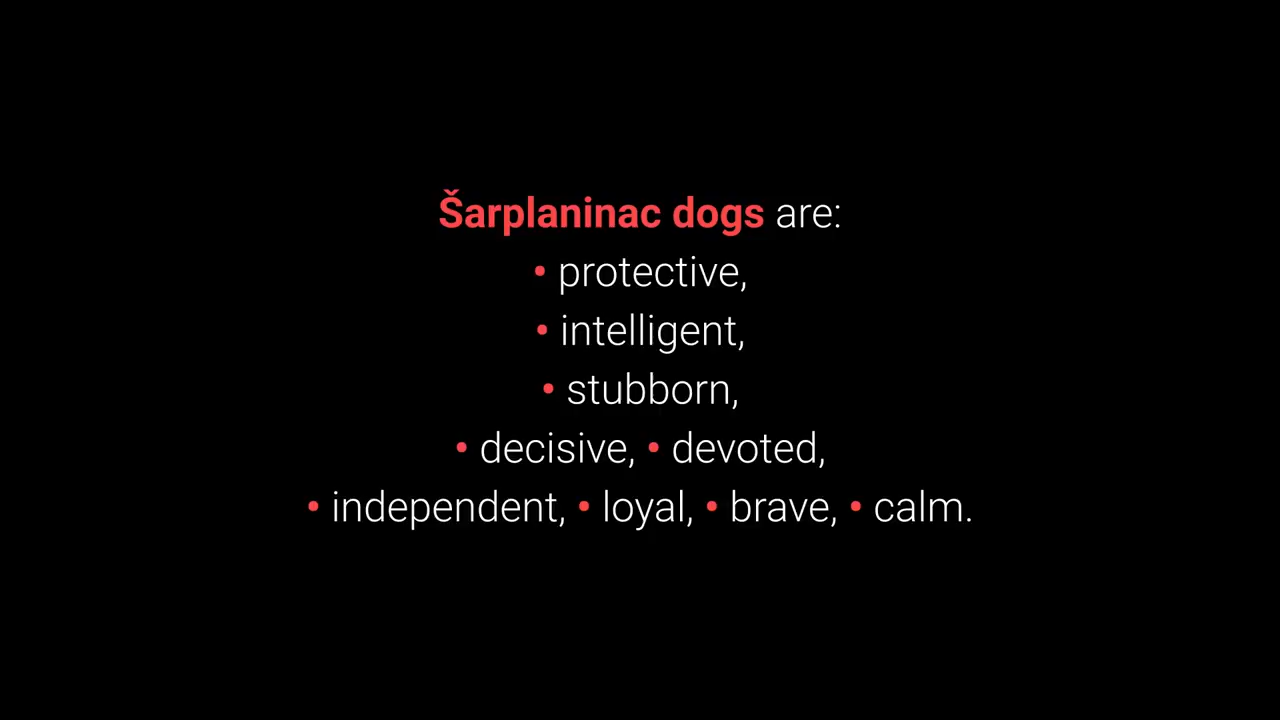 Šarplaninac dogs are:
• protective,
• intelligent,
• stubborn,
• decisive, • devoted,
• independent, • loyal, • brave, • calm.